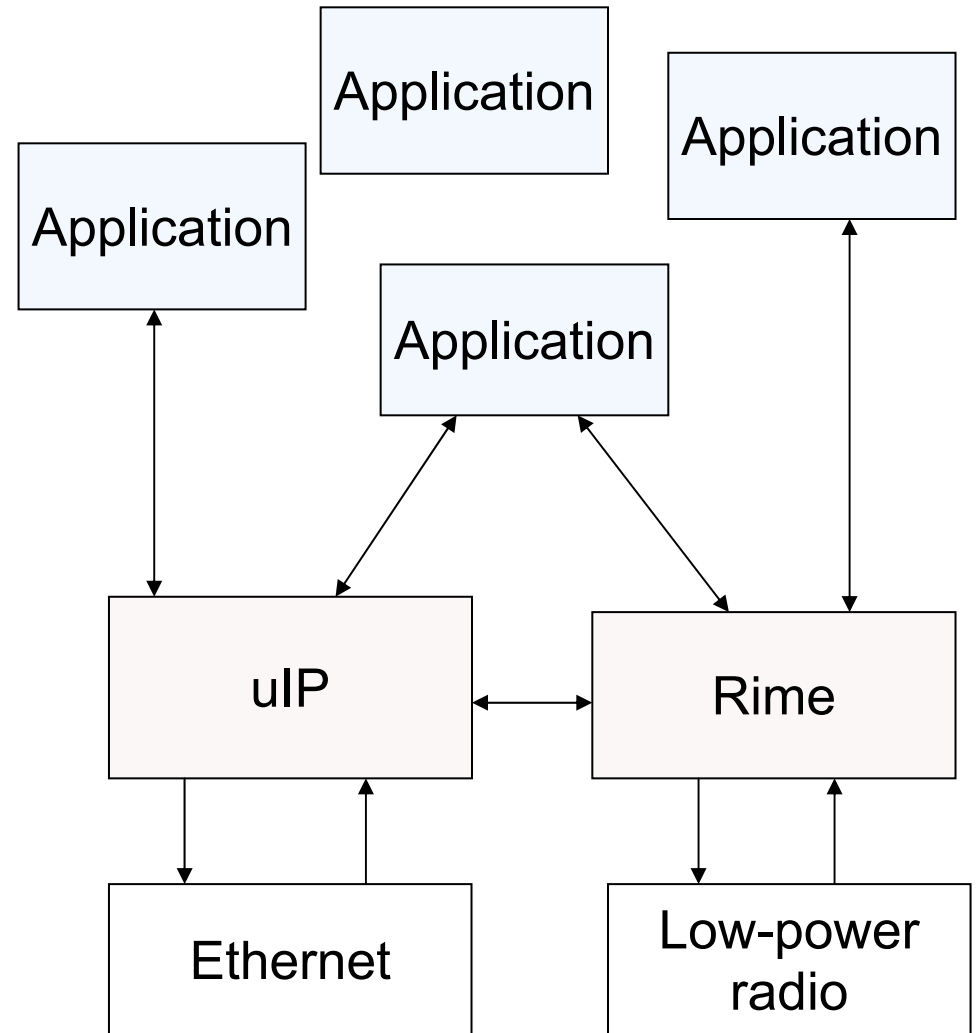 Application
Application
Application
Application
uIP
Rime
Ethernet
Low-power
radio